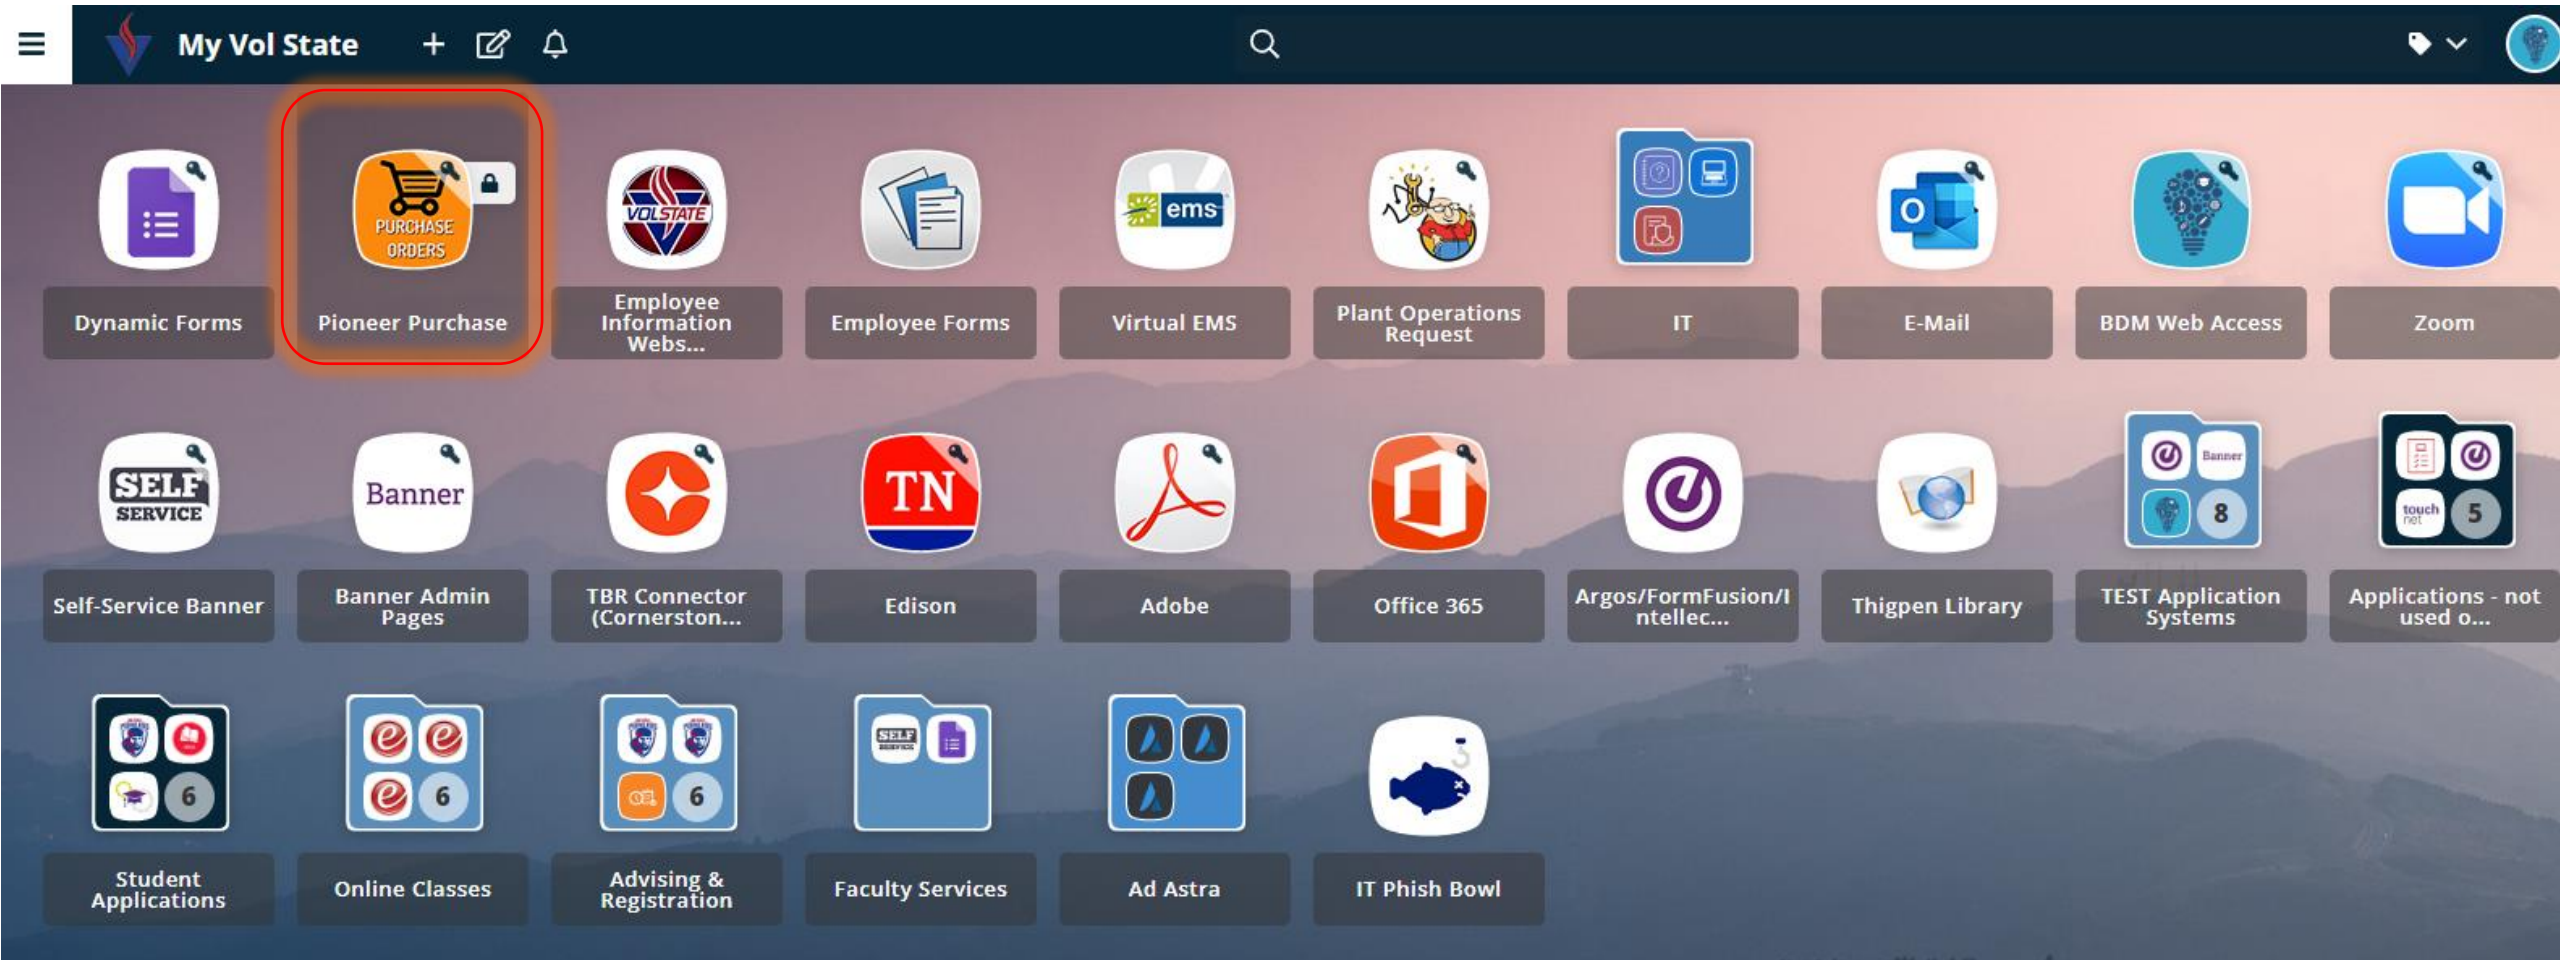 My Vol State
PURCHASE
ORDERS
VOLSTATE
ems
Dynamic Forms
Pioneer Purchase
Employee
Information
Webs...
Employee Forms
Virtual EMS
Plant Operations
Request
IT
E-Mail
BDM Web Access
Zoom
SELF
SERVICE
Banner
TN
Banner
8
touch
net
5
Self-Service Banner
Banner Admin
Pages
TBR Connector
(Cornerston...
Edison
Adobe
Office 365
Argos/FormFusion/I
ntellec...
Thigpen Library
TEST Application
Systems
Applications - not
used o...
6
6
6
SELF
SERVICE
Student
Applications
Online Classes
Advising &
Registration
Faculty Services
Ad Astra
IT Phish Bowl